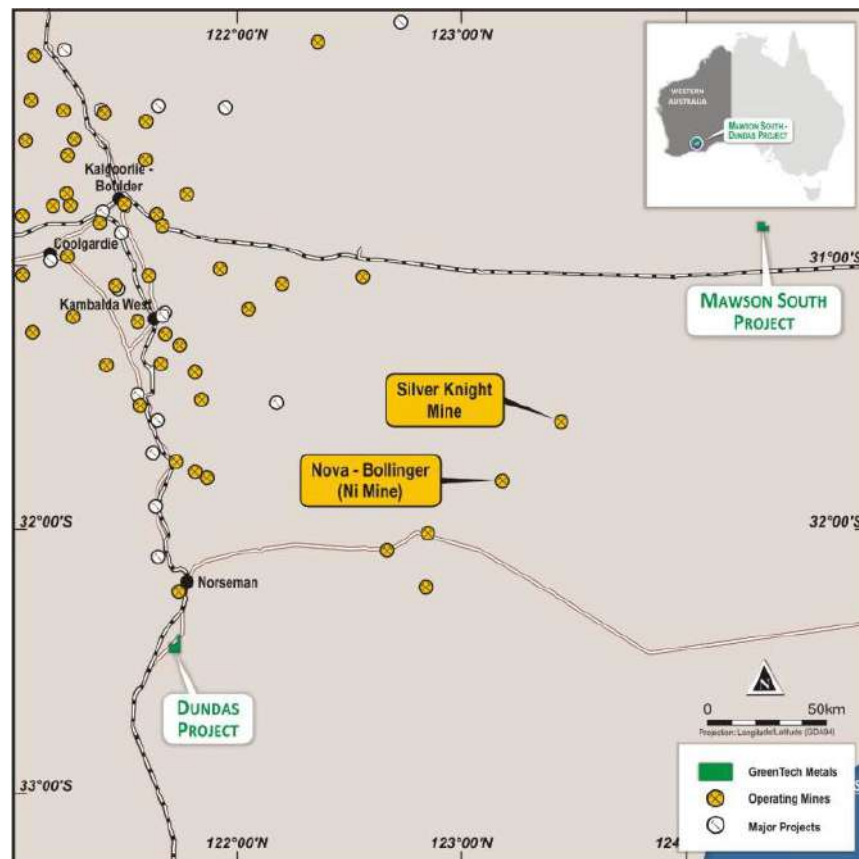 122°00'N
123°00'N
WESTERN
AUSTRALIA
MAWSON SOUTH -
DUNDAS PROJECT
Kalgoorlie -
Boulder
Coolgardie
31°00'S
Kambalda West
MAWSON SOUTH
PROJECT
Silver Knight
Mine
Nova - Bollinger
(Ni Mine)
32°00'S
32°00'S
Norseman
DUNDAS
PROJECT
N
0 50km
Projection: Longitude/Latitude (GDA94)
GreenTech Metals
Operating Mines
Major Projects
33°00'S
S
122°00'N
123°00'N
124°